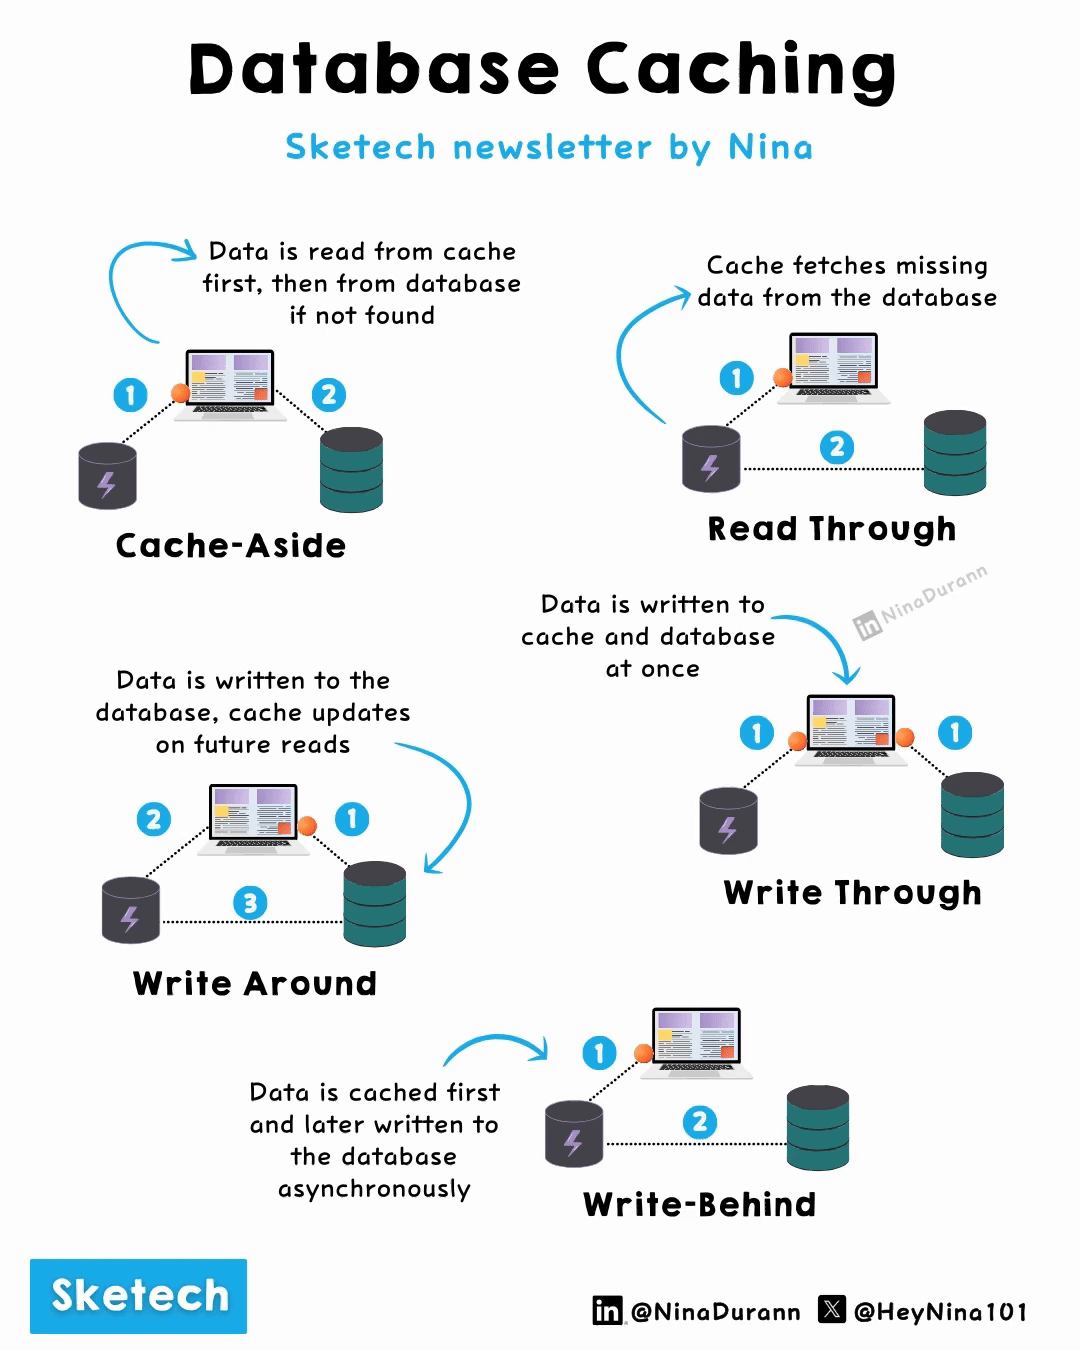 Database Caching
Sketech newsletter by Nina
Data is read from cache
first, then from database
if not found
1
2
Cache-Aside
Cache fetches missing
data from the database
1
2
Read Through
NinaDurann
Data is written to
cache and database
at once
1
1
Write Through
Data is written to the
database, cache updates
on future reads
2
1
3
Write Around
Data is cached first
and later written to
the database
asynchronously
1
2
Write-Behind
Sketech
@NinaDurann
@HeyNina101